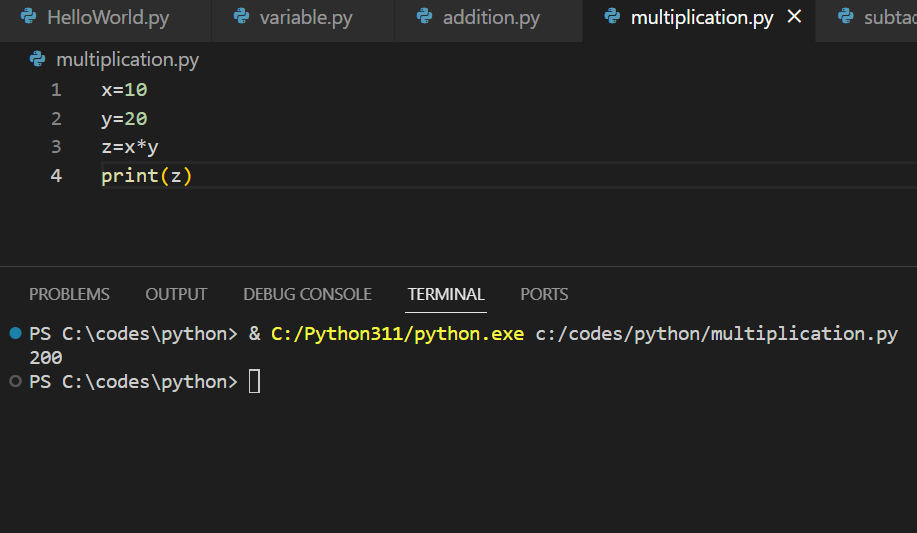 HelloWorld.py variable.py addition.py multiplication.py
multiplication.py
1 x=10
2 y=20
3 z=x*y
4 print(z)
PROBLEMS OUTPUT DEBUG CONSOLE TERMINAL PORTS
PS C:\codes\python> & C:/Python311/python.exe c:/codes/python/multiplication.py
200
PS C:\codes\python>